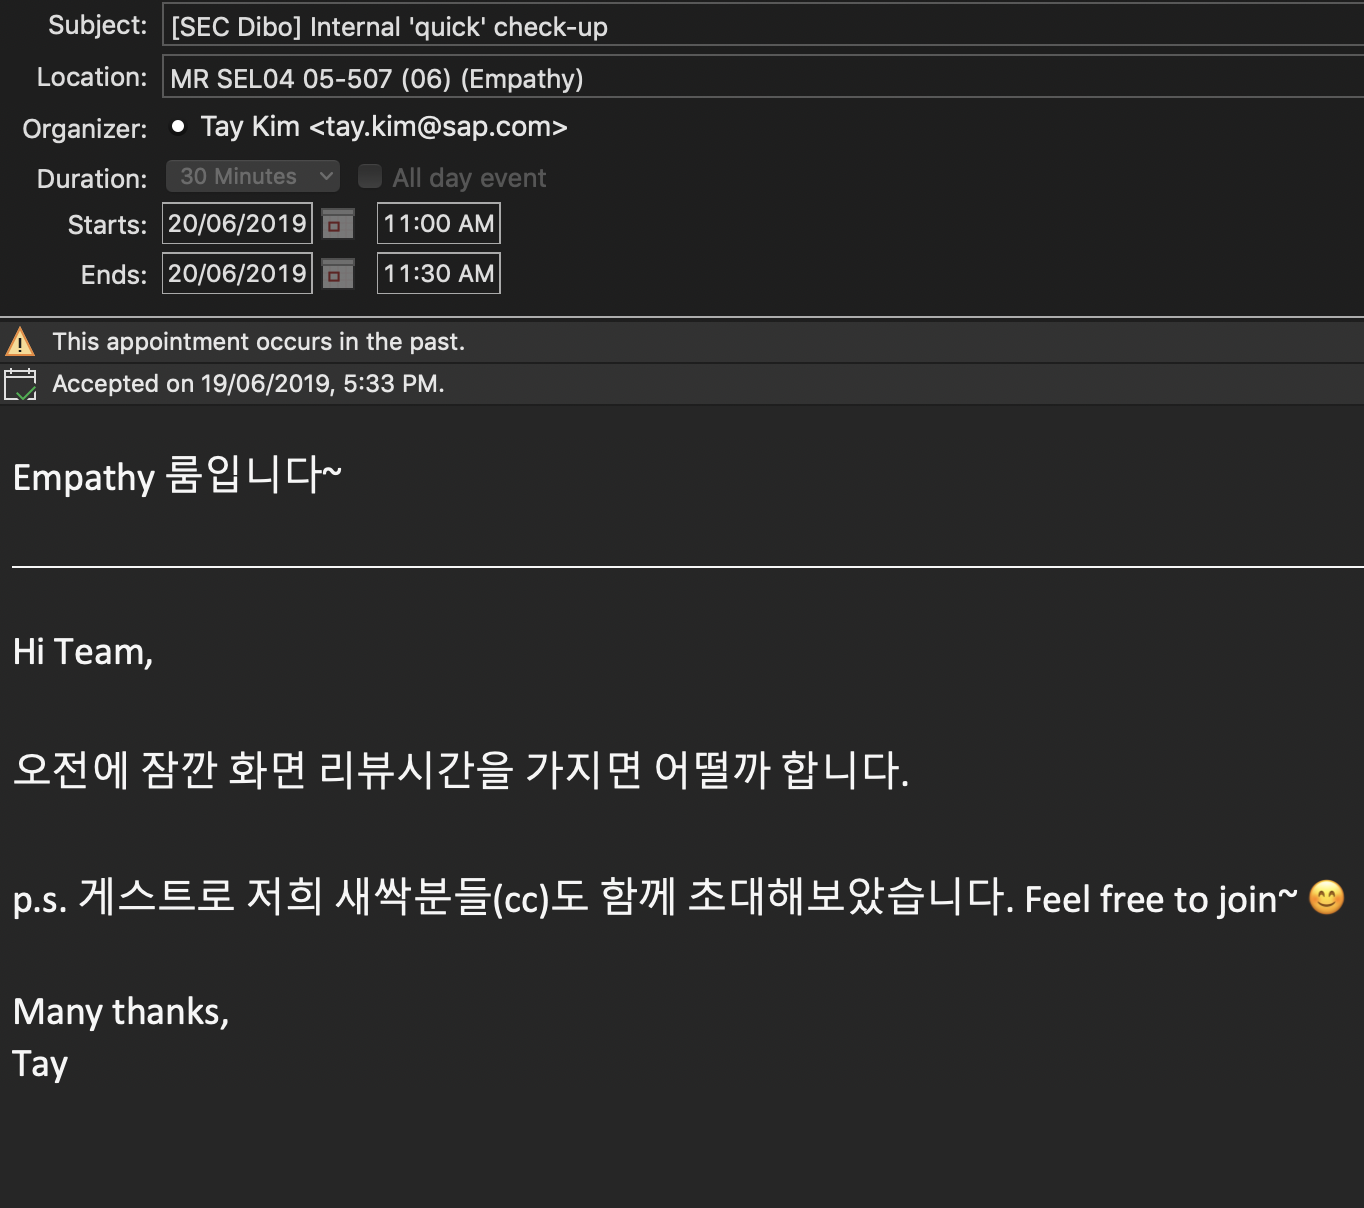 Subject: [SEC Dibo] Internal 'quick' check-up
Location: MR SEL04 05-507 (06) (Empathy)
Organizer: Tay Kim <tay.kim@sap.com>
Duration: 30 Minutes All day event
Starts: 20/06/2019 11:00 AM
Ends: 20/06/2019 11:30 AM
This appointment occurs in the past.
Accepted on 19/06/2019, 5:33 PM.
Empathy 룸입니다~
Hi Team,
오전에 잠깐 화면 리뷰시간을 가지면 어떨까 합니다.
p.s. 게스트로 저희 새싹분들(cc)도 함께 초대해보았습니다. Feel free to join~ 😊
Many thanks,
Tay